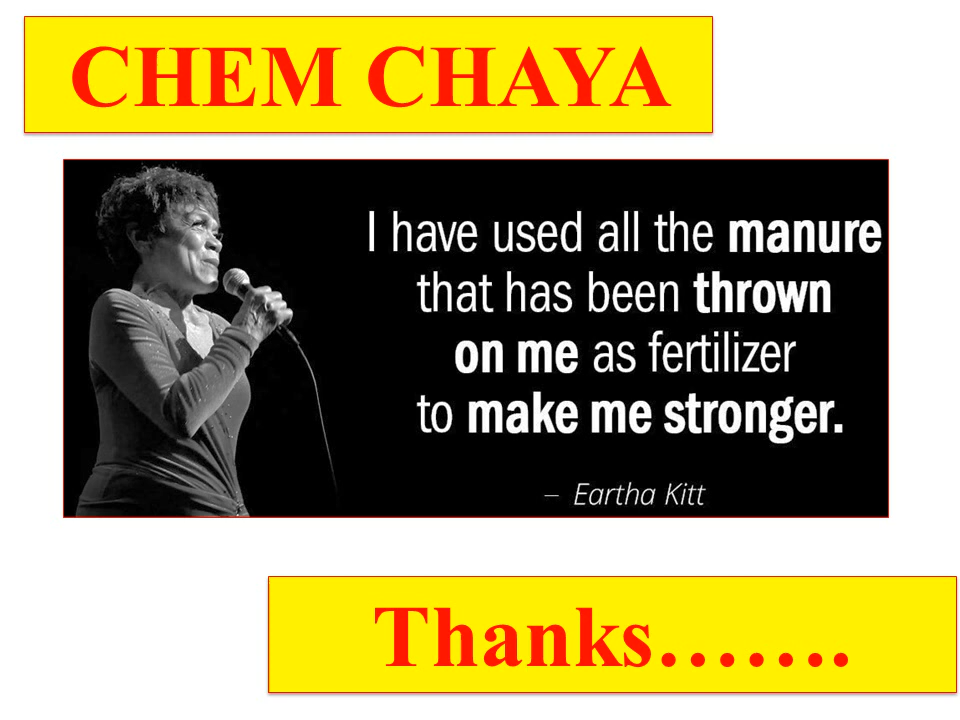 CHEM CHAYA
I have used all the manure
that has been thrown
on me as fertilizer
to make me stronger.
– Eartha Kitt
Thanks…….